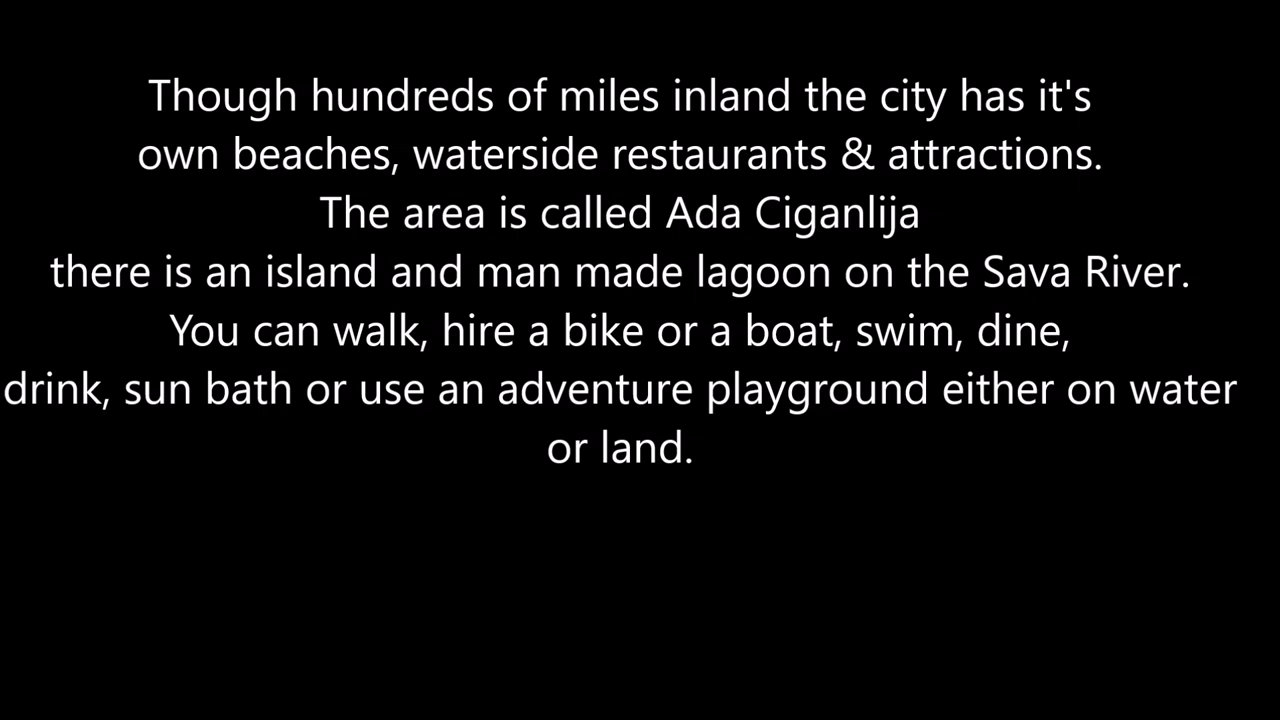 Though hundreds of miles inland the city has it's
own beaches, waterside restaurants & attractions.
The area is called Ada Ciganlija
there is an island and man made lagoon on the Sava River.
You can walk, hire a bike or a boat, swim, dine,
drink, sun bath or use an adventure playground either on water
or land.